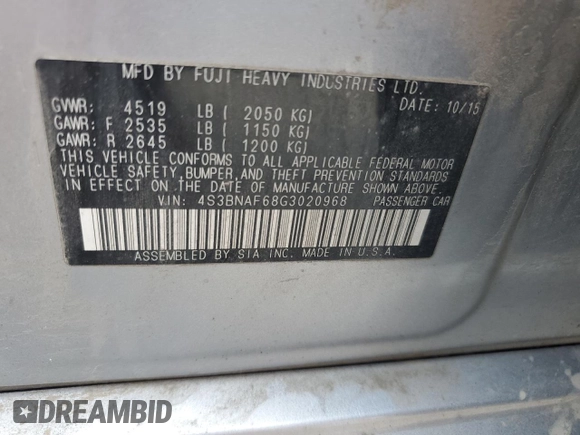 MFD BY FUJI HEAVY INDUSTRIES LTD.
GVWR: 4519 LB ( 2050 KG) DATE: 10/15
GAWR: F 2535 LB ( 1150 KG)
GAWR: R 2645 LB ( 1200 KG)
THIS VEHICLE CONFORMS TO ALL APPLICABLE FEDERAL MOTOR
VEHICLE SAFETY, BUMPER, AND THEFT PREVENTION STANDARDS
IN EFFECT ON THE DATE OF MANUFACTURE SHOWN ABOVE.
VIN: 4S3BNAF68G3020968 PASSENGER CAR
ASSEMBLED BY SIA INC. MADE IN U.S.A.
DREAMBID